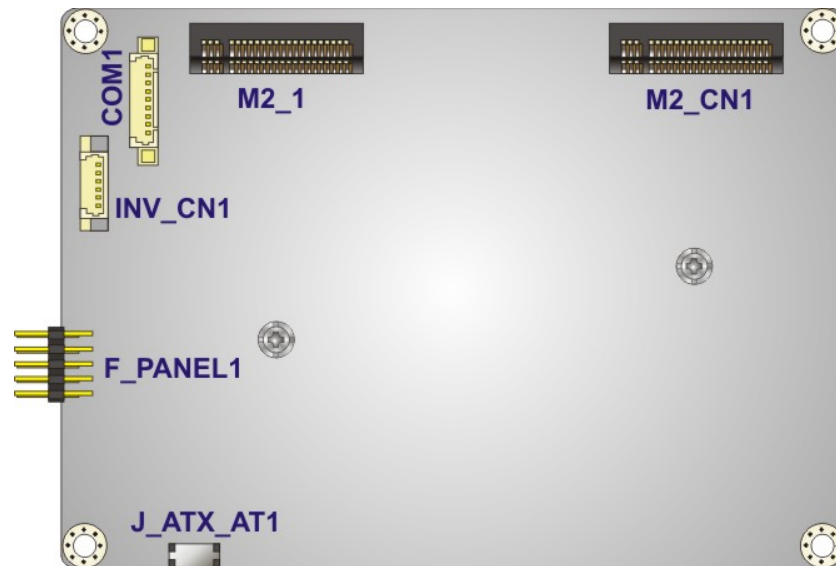 COM1
M2_1
M2_CN1
INV_CN1
F_PANEL1
J_ATX_AT1